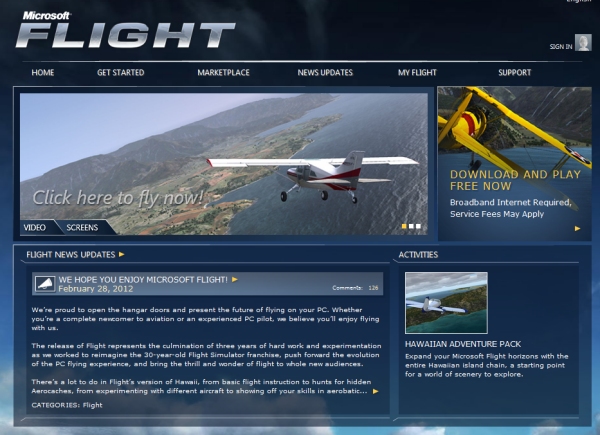 English
Microsoft
FLIGHT
SIGN IN
HOME GET STARTED MARKETPLACE NEWS UPDATES MY FLIGHT SUPPORT
Click here to fly now!
VIDEO SCREENS
DOWNLOAD AND PLAY
FREE NOW
Broadband Internet Required,
Service Fees May Apply
FLIGHT NEWS UPDATES
WE HOPE YOU ENJOY MICROSOFT FLIGHT!
February 28, 2012
Comments: 126
We're proud to open the hangar doors and present the future of flying on your PC. Whether
you're a complete newcomer to aviation or an experienced PC pilot, we believe you'll enjoy flying
with us.
The release of Flight represents the culmination of three years of hard work and experimentation
as we worked to reimagine the 30-year-old Flight Simulator franchise, push forward the evolution
of the PC flying experience, and bring the thrill and wonder of flight to whole new audiences.
There's a lot to do in Flight's version of Hawaii, from basic flight instruction to hunts for hidden
Aerocaches, from experimenting with different aircraft to showing off your skills in aerobatic...
CATEGORIES: Flight
ACTIVITIES
HAWAIIAN ADVENTURE PACK
Expand your Microsoft Flight horizons with the
entire Hawaiian island chain, a starting point
for a world of scenery to explore.